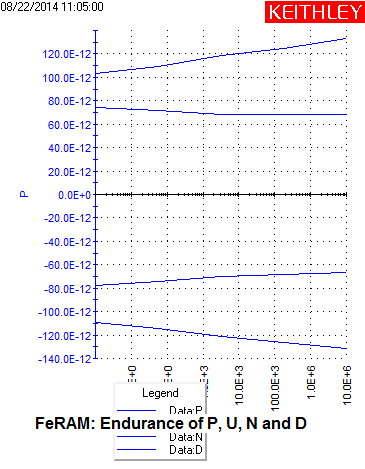 08/22/2014 11:05:00
KEITHLEY
120.0E-12
100.0E-12
80.0E-12
60.0E-12
40.0E-12
20.0E-12
0.0E+0
-20.0E-12
-40.0E-12
-60.0E-12
-80.0E-12
-100.0E-12
-120.0E-12
-140.0E-12
P
10.0E+3
100.0E+3
1.0E+6
10.0E+6
Legend
Data:P
FeRAM: Endurance of P, U, N and D
Data:N
Data:D